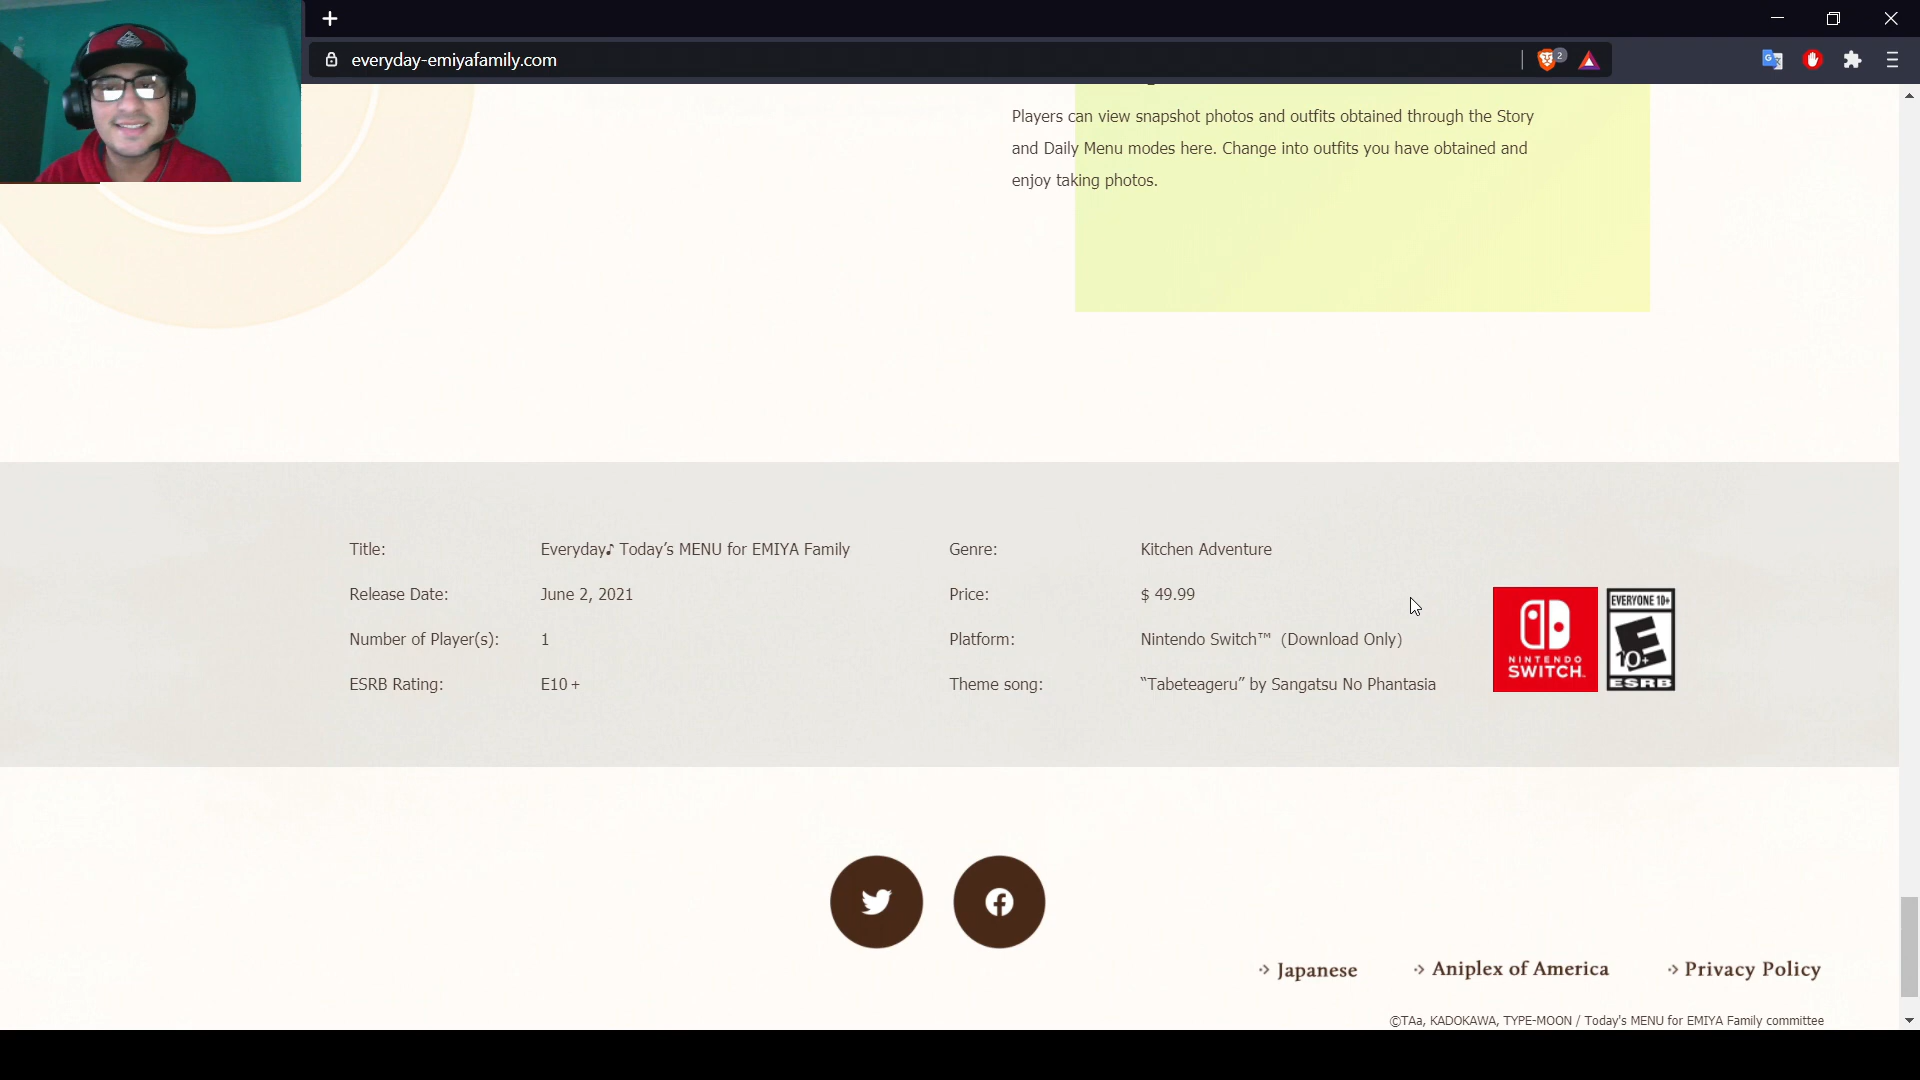 everyday-emiyafamily.com
2
Players can view snapshot photos and outfits obtained through the Story
and Daily Menu modes here. Change into outfits you have obtained and
enjoy taking photos.
Title: Everyday♪ Today's MENU for EMIYA Family Genre: Kitchen Adventure
Release Date: June 2, 2021 Price: $ 49.99
Number of Player(s): 1 Platform: Nintendo Switch™ (Download Only)
ESRB Rating: E10+ Theme song: “Tabeteageru” by Sangatsu No Phantasia
NINTENDO
SWITCH
EVERYONE 10+
E
10+
ESRB
Japanese Aniplex of America Privacy Policy
©TAa, KADOKAWA, TYPE-MOON / Today's MENU for EMIYA Family committee